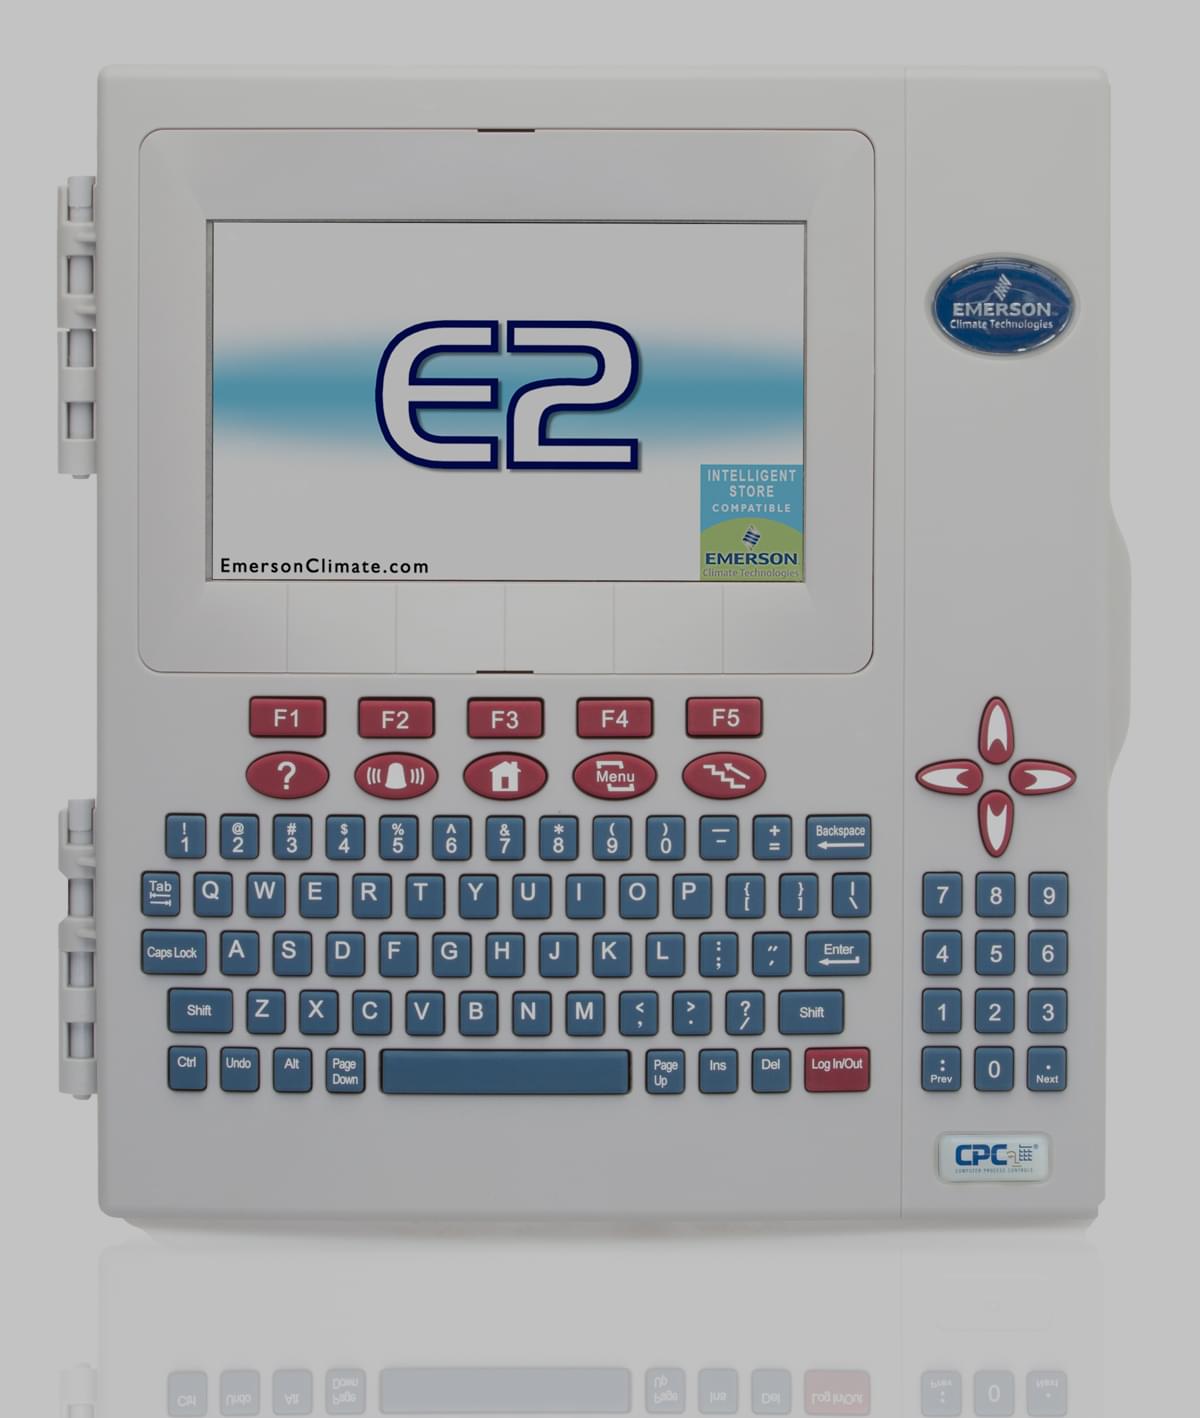 E2
INTELLIGENT
STORE
COMPATIBLE
EMERSON
Climate Technologies
EmersonClimate.com
EMERSON
Climate Technologies
F1 F2 F3 F4 F5
? Menu
! 1 @ 2 # 3 $ 4 % 5 ^ 6 & 7 * 8 ( 9 ) 0 — - + = Backspace
Tab Q W E R T Y U I O P { [ } ] | \
7 8 9
Caps Lock A S D F G H J K L : ; " ' Enter
4 5 6
Shift Z X C V B N M < , > . ? / Shift
1 2 3
Ctrl Undo Alt Page Down Page Up Ins Del Log In/Out
: Prev 0 . Next
CPC
COMPUTER PROCESS CONTROLS